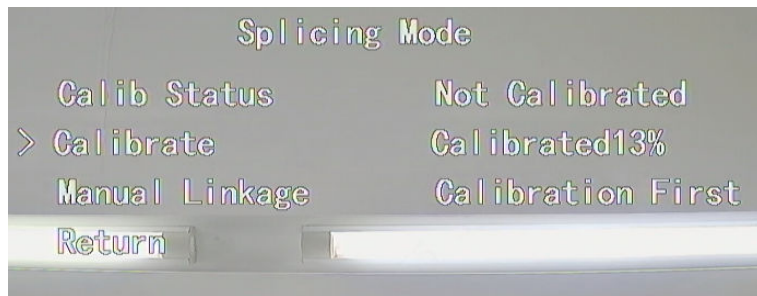 Splicing Mode
Calib Status Not Calibrated
> Calibrate Calibrated13%
Manual Linkage Calibration First
Return